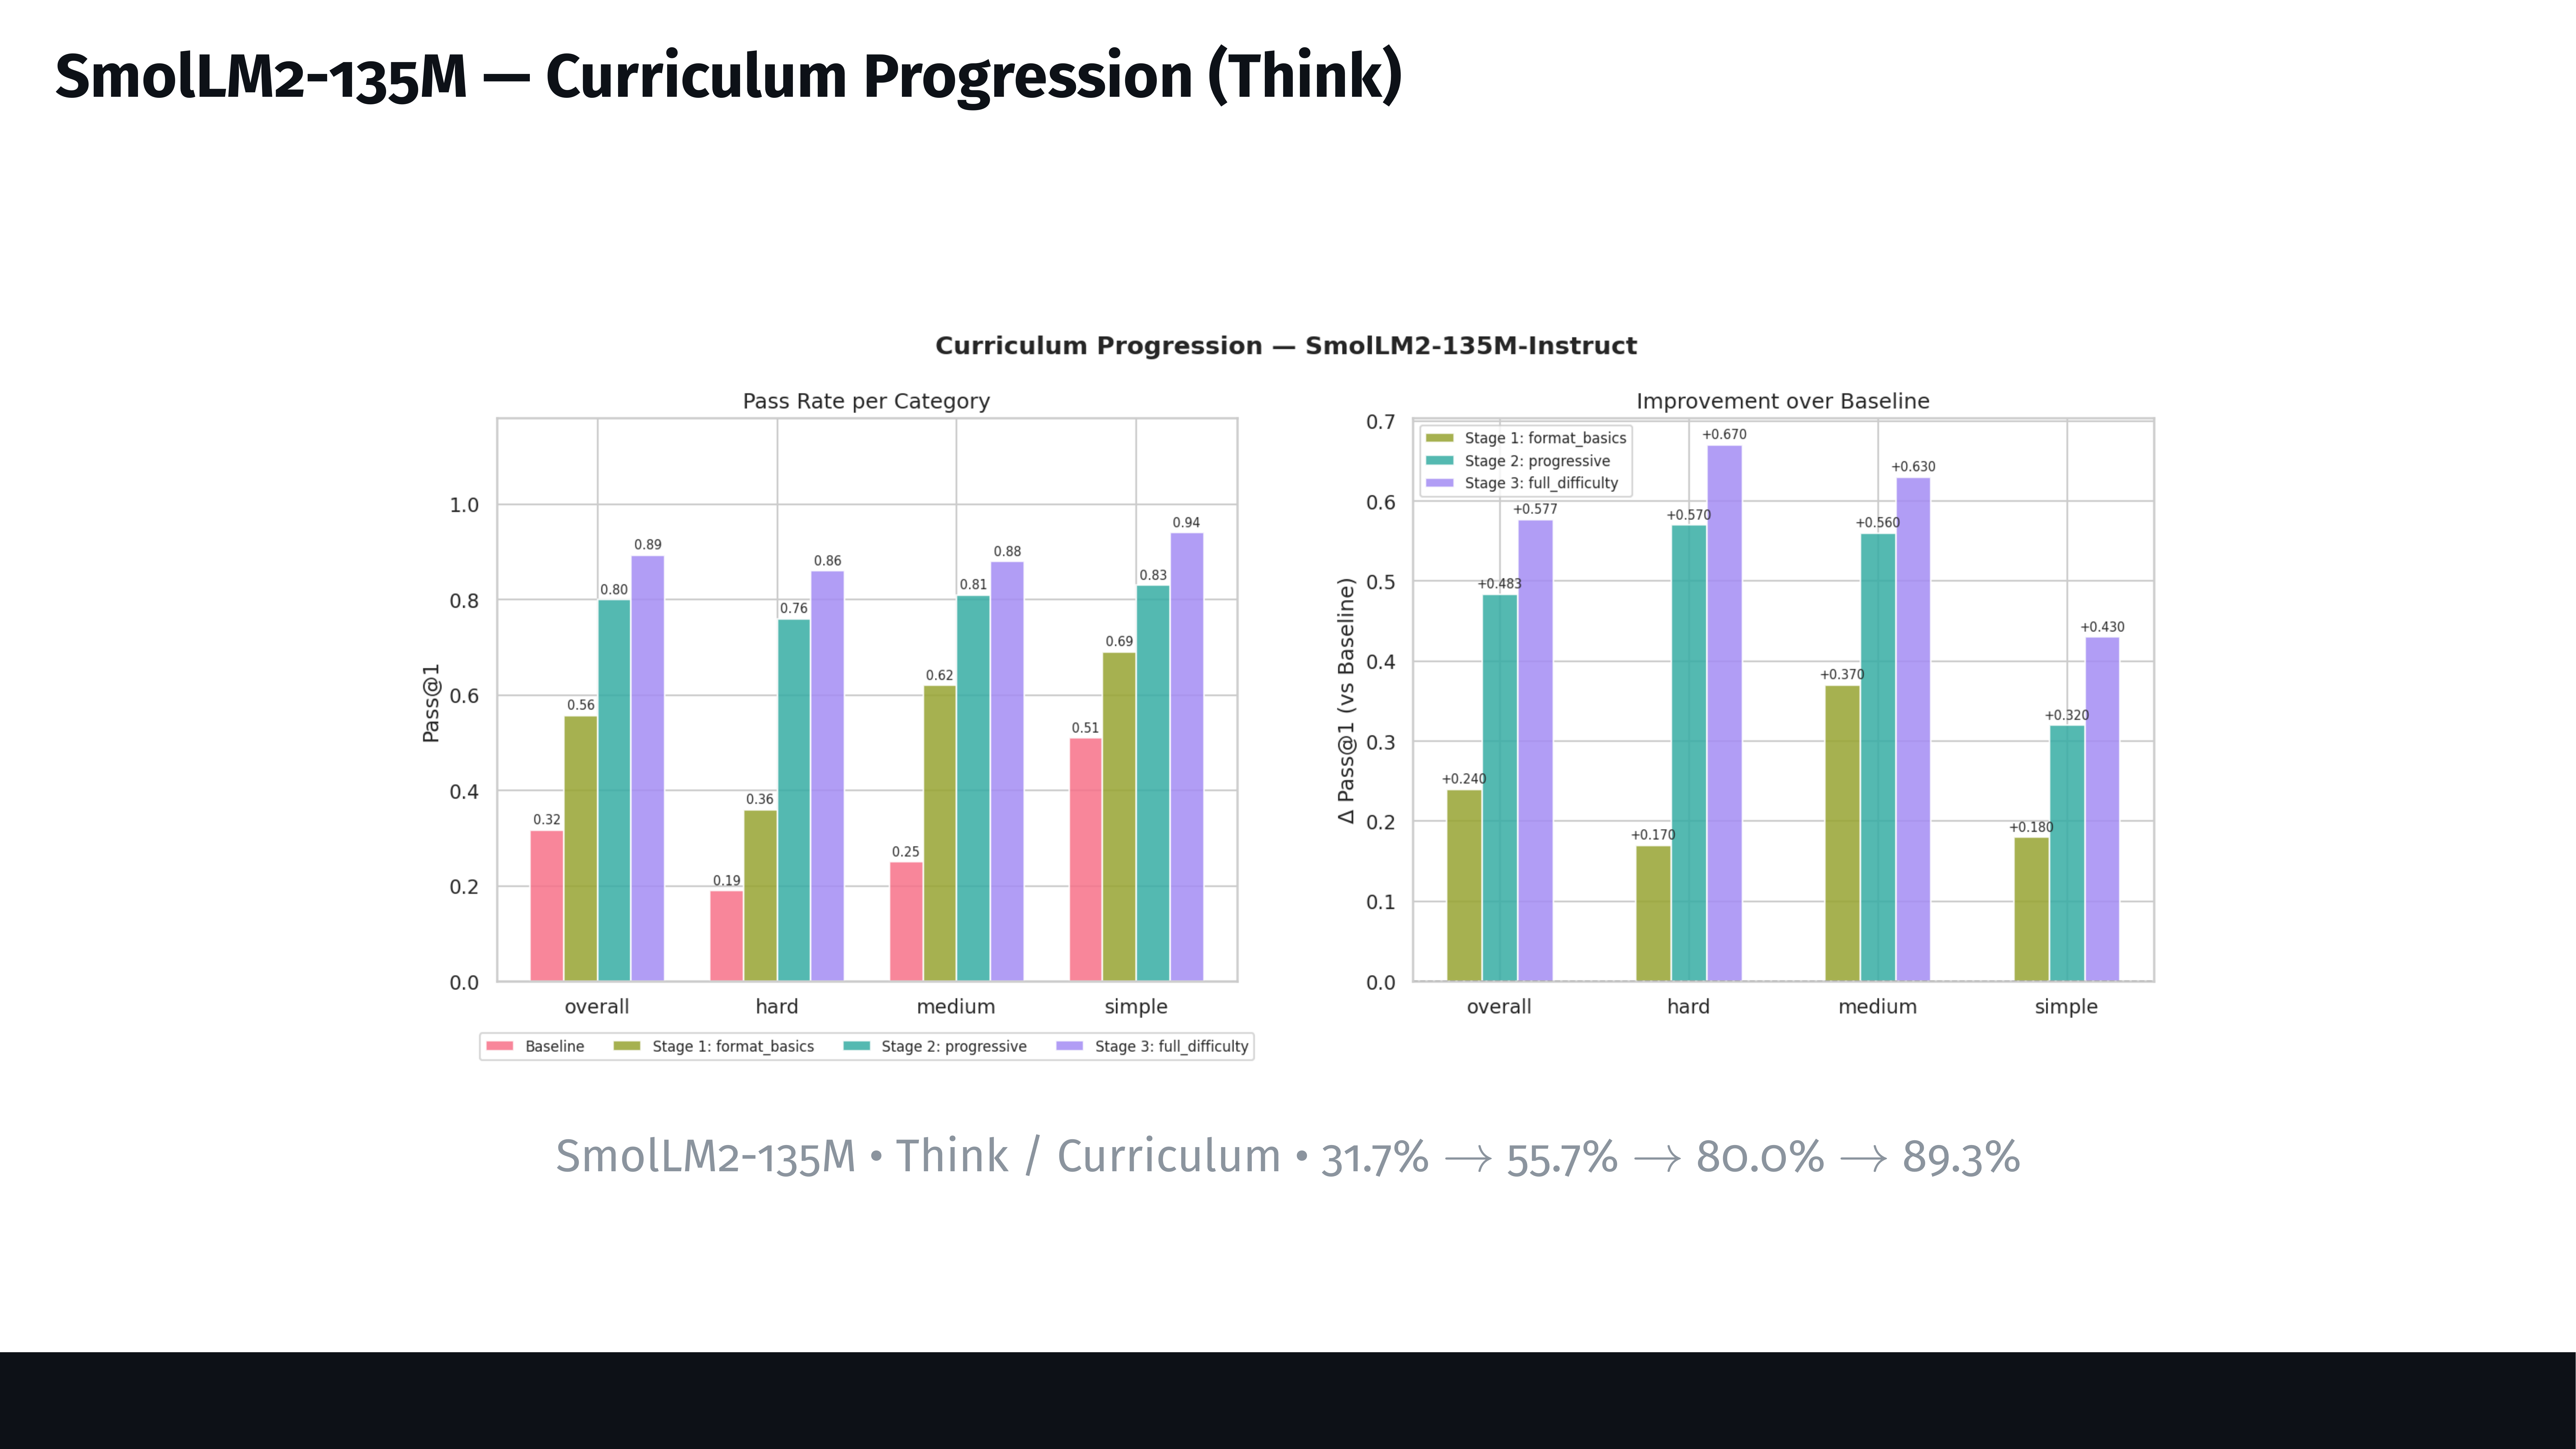 SmolLM2-135M — Curriculum Progression (Think)
Curriculum Progression — SmolLM2-135M-Instruct
Pass Rate per Category
Pass@1
1.0
0.8
0.6
0.4
0.2
0.0
0.32
0.56
0.80
0.89
0.19
0.36
0.76
0.86
0.25
0.62
0.81
0.88
0.51
0.69
0.83
0.94
overall
hard
medium
simple
Baseline
Stage 1: format_basics
Stage 2: progressive
Stage 3: full_difficulty
Improvement over Baseline
Δ Pass@1 (vs Baseline)
0.7
0.6
0.5
0.4
0.3
0.2
0.1
0.0
Stage 1: format_basics
Stage 2: progressive
Stage 3: full_difficulty
+0.240
+0.483
+0.577
+0.170
+0.570
+0.670
+0.370
+0.560
+0.630
+0.180
+0.320
+0.430
overall
hard
medium
simple
SmolLM2-135M • Think / Curriculum • 31.7% → 55.7% → 80.0% → 89.3%